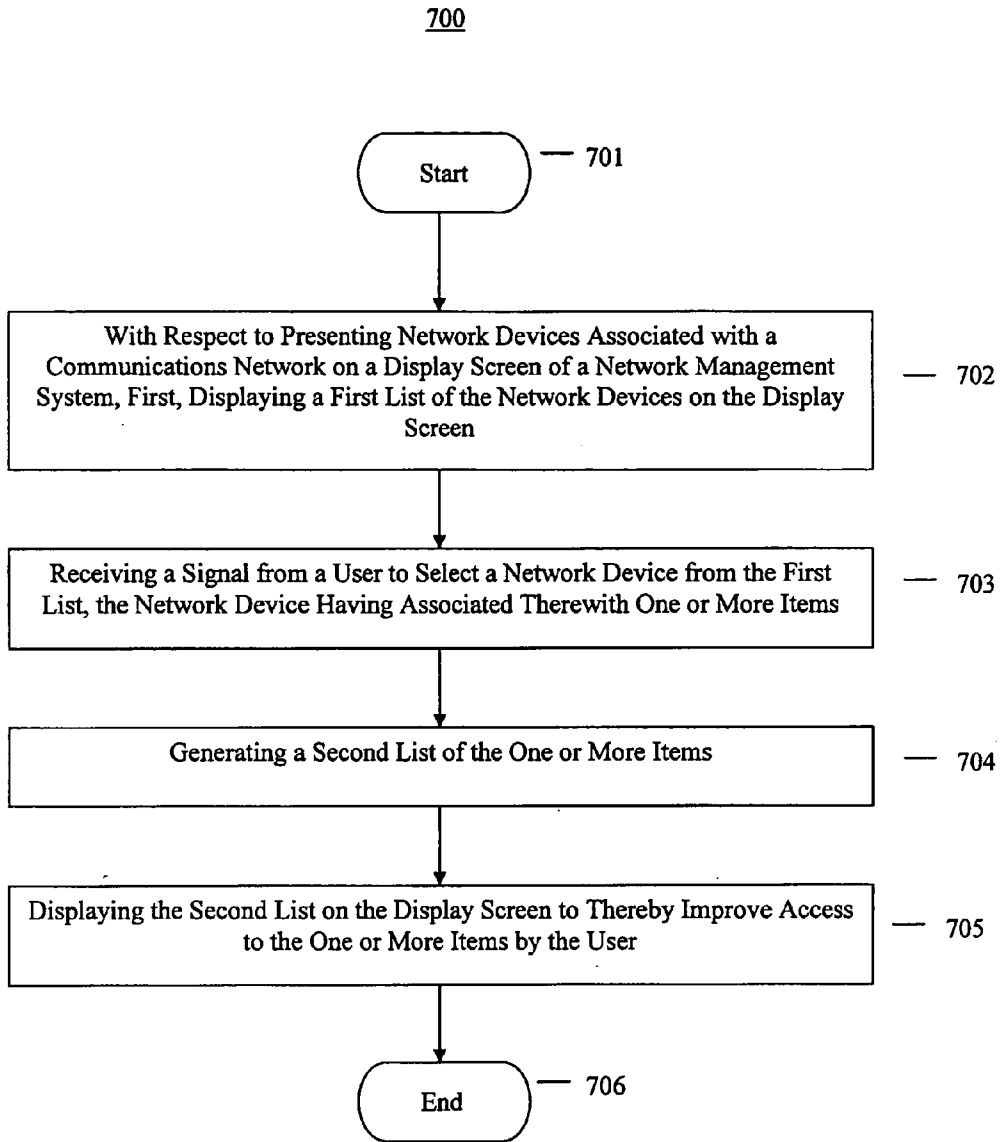 700
Start
701
With Respect to Presenting Network Devices Associated with a
Communications Network on a Display Screen of a Network Management
System, First, Displaying a First List of the Network Devices on the Display
Screen
702
Receiving a Signal from a User to Select a Network Device from the First
List, the Network Device Having Associated Therewith One or More Items
703
Generating a Second List of the One or More Items
704
Displaying the Second List on the Display Screen to Thereby Improve Access
to the One or More Items by the User
705
End
706